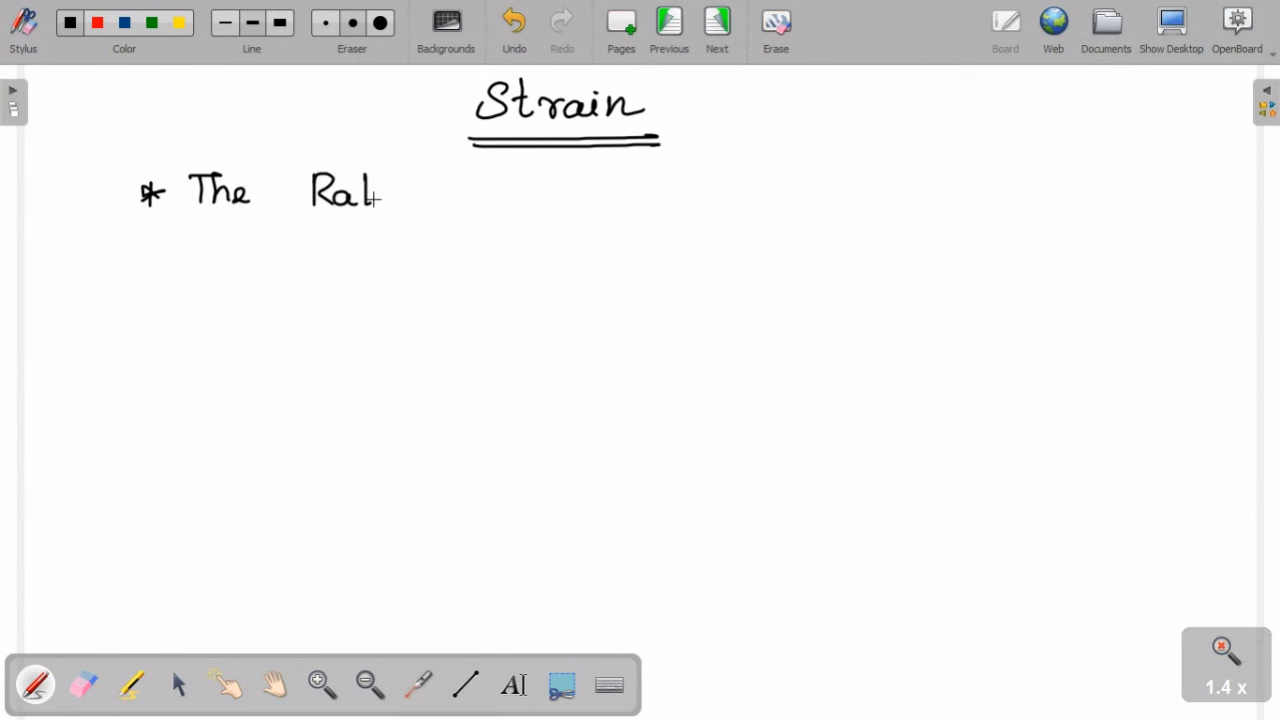 Stylus
Color
Line
Eraser
Backgrounds
Undo
Redo
Pages
Previous
Next
Erase
Board
Web
Documents
Show Desktop
OpenBoard
Strain
* The
1.4 x